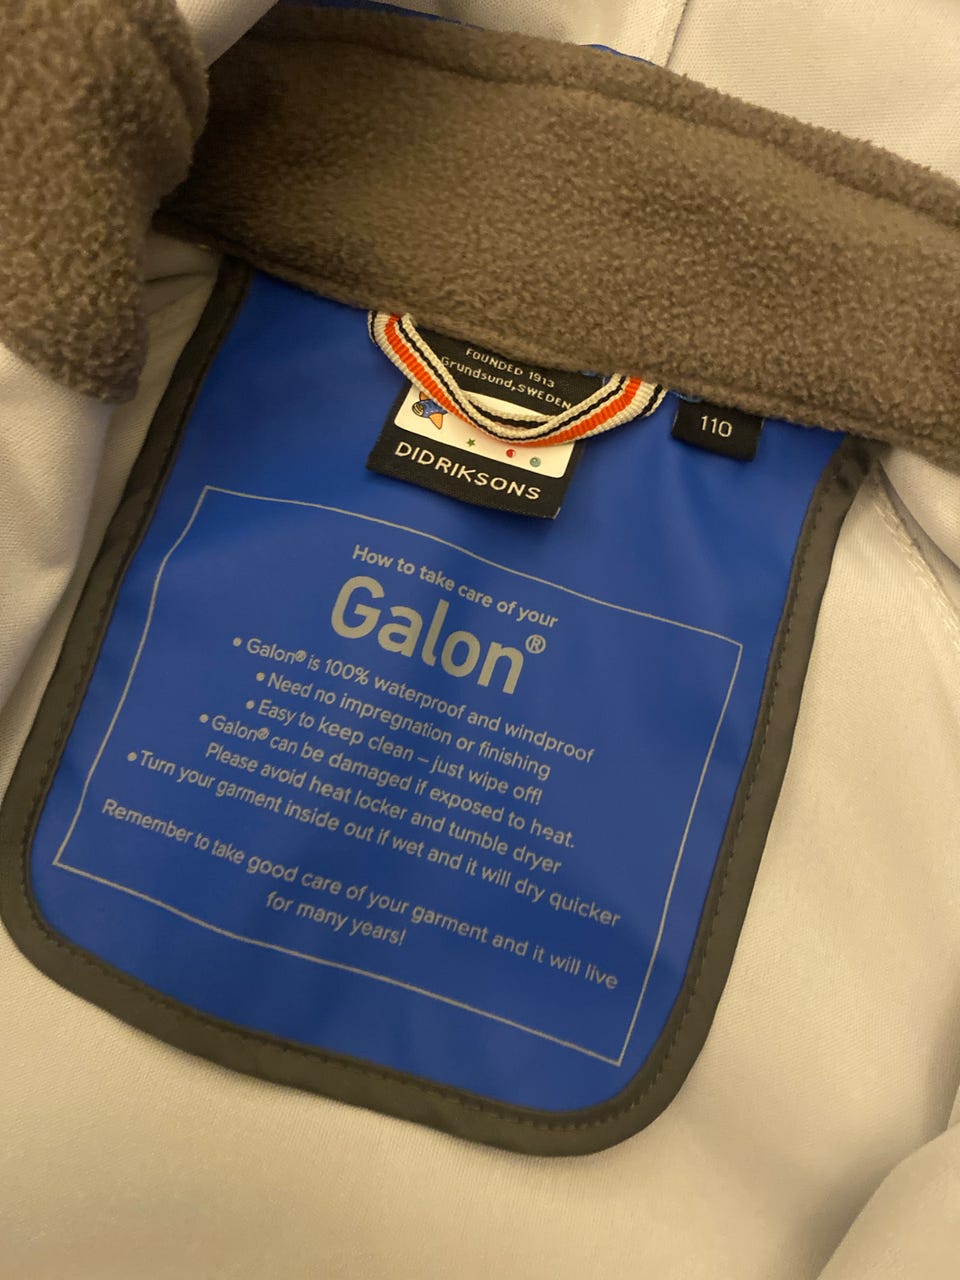 FOUNDED 1913
Grundsund, SWEDEN
DIDRIKSONS
110
How to take care of your
Galon®
• Galon® is 100% waterproof and windproof
• Need no impregnation or finishing
• Easy to keep clean – just wipe off!
• Galon® can be damaged if exposed to heat.
Please avoid heat locker and tumble dryer
• Turn your garment inside out if wet and it will dry quicker
Remember to take good care of your garment and it will live
for many years!